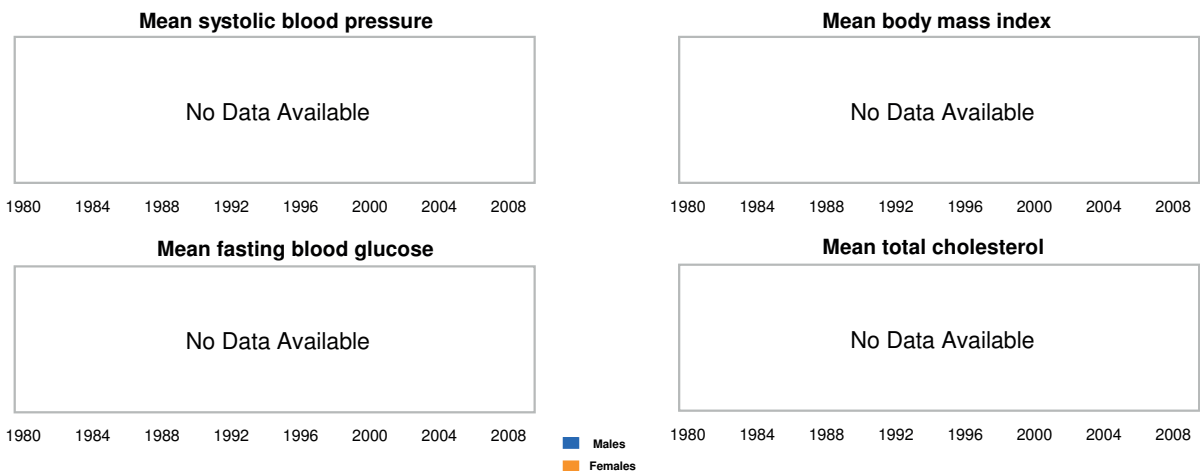 Mean systolic blood pressure
No Data Available
1980 1984 1988 1992 1996 2000 2004 2008
Mean body mass index
No Data Available
1980 1984 1988 1992 1996 2000 2004 2008
Mean fasting blood glucose
No Data Available
1980 1984 1988 1992 1996 2000 2004 2008
Mean total cholesterol
No Data Available
1980 1984 1988 1992 1996 2000 2004 2008
Males
Females